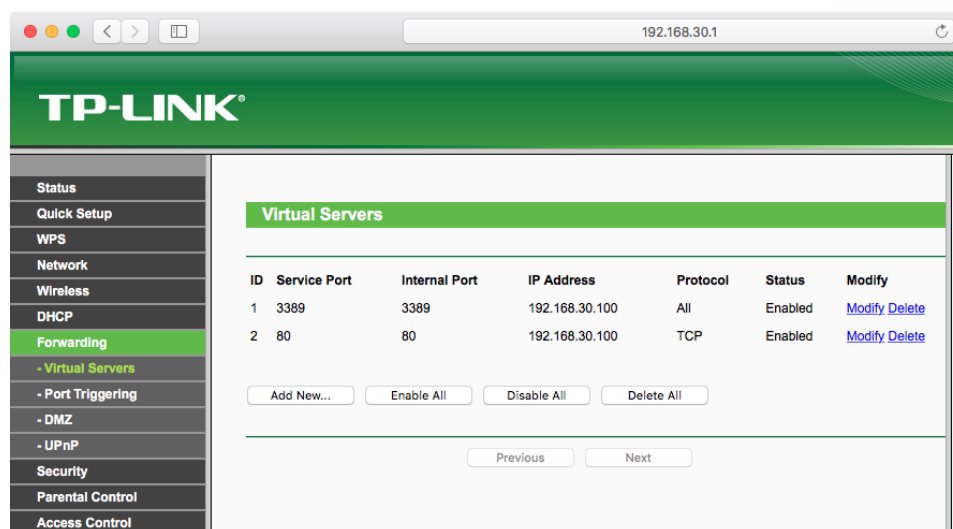 192.168.30.1
TP-LINK®
Status
Quick Setup
WPS
Network
Wireless
DHCP
Forwarding
- Virtual Servers
- Port Triggering
- DMZ
- UPnP
Security
Parental Control
Access Control
Virtual Servers
ID Service Port Internal Port IP Address Protocol Status Modify
1 3389 3389 192.168.30.100 All Enabled Modify Delete
2 80 80 192.168.30.100 TCP Enabled Modify Delete
Add New... Enable All Disable All Delete All
Previous Next